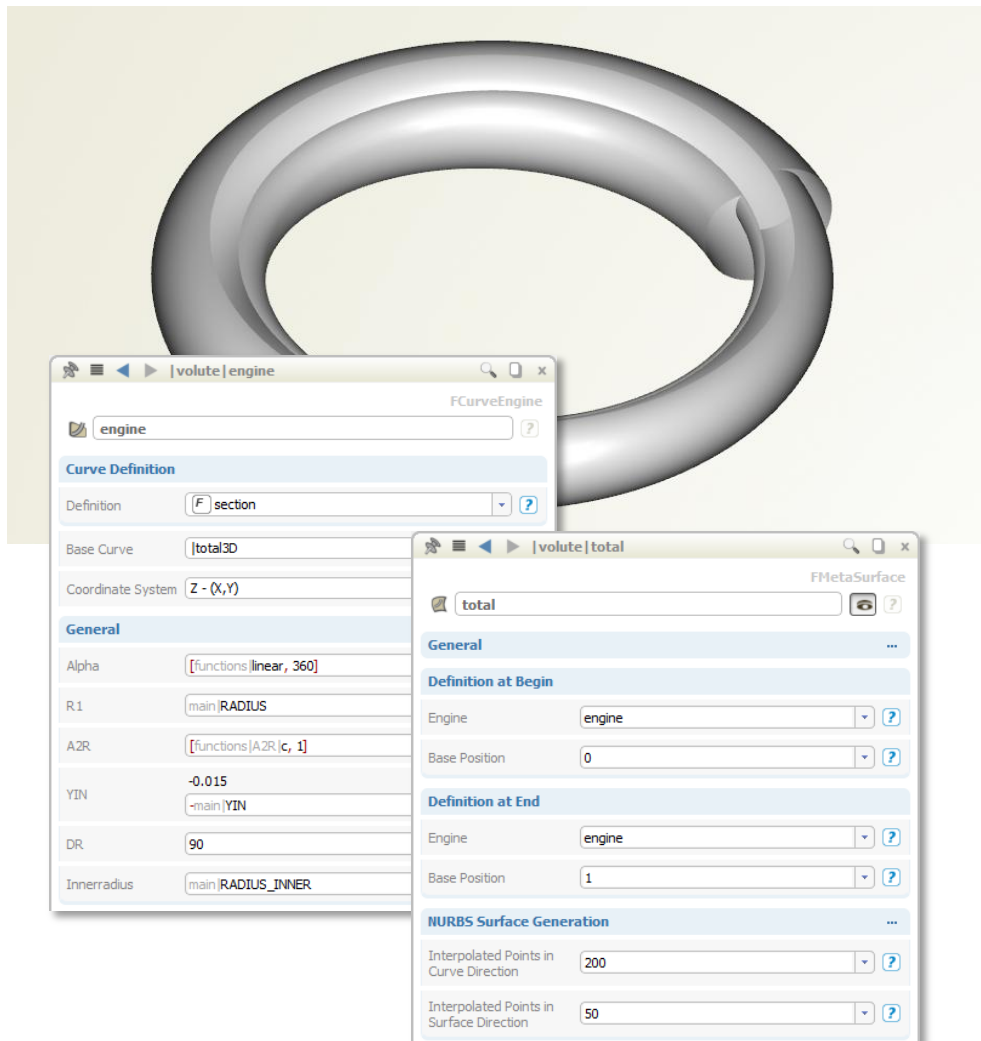 |volute|engine
FCurveEngine
engine
Curve Definition
Definition F section
Base Curve |total3D
Coordinate System Z - (X,Y)
General
Alpha [functions|linear, 360]
R1 main|RADIUS
A2R [functions|A2R|c, 1]
YIN -0.015
-main|YIN
DR 90
Innerradius main|RADIUS_INNER
|volute|total
FMetaSurface
total
General ...
Definition at Begin
Engine engine
Base Position 0
Definition at End
Engine engine
Base Position 1
NURBS Surface Generation ...
Interpolated Points in
Curve Direction 200
Interpolated Points in
Surface Direction 50